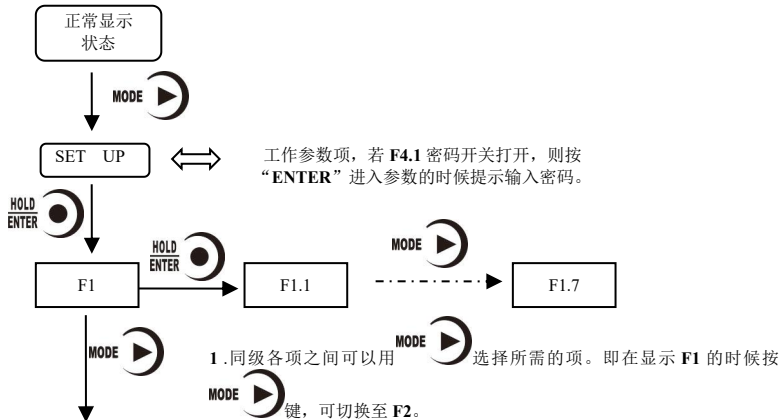 正常显示
状态
MODE
SET UP
工作参数项，若 F4.1 密码开关打开，则按
“ENTER”进入参数的时候提示输入密码。
HOLD
ENTER
HOLD
ENTER
MODE
F1
F1.1
F1.7
MODE
1 .同级各项之间可以用 MODE 选择所需的项。即在显示 F1 的时候按
MODE 键，可切换至 F2。